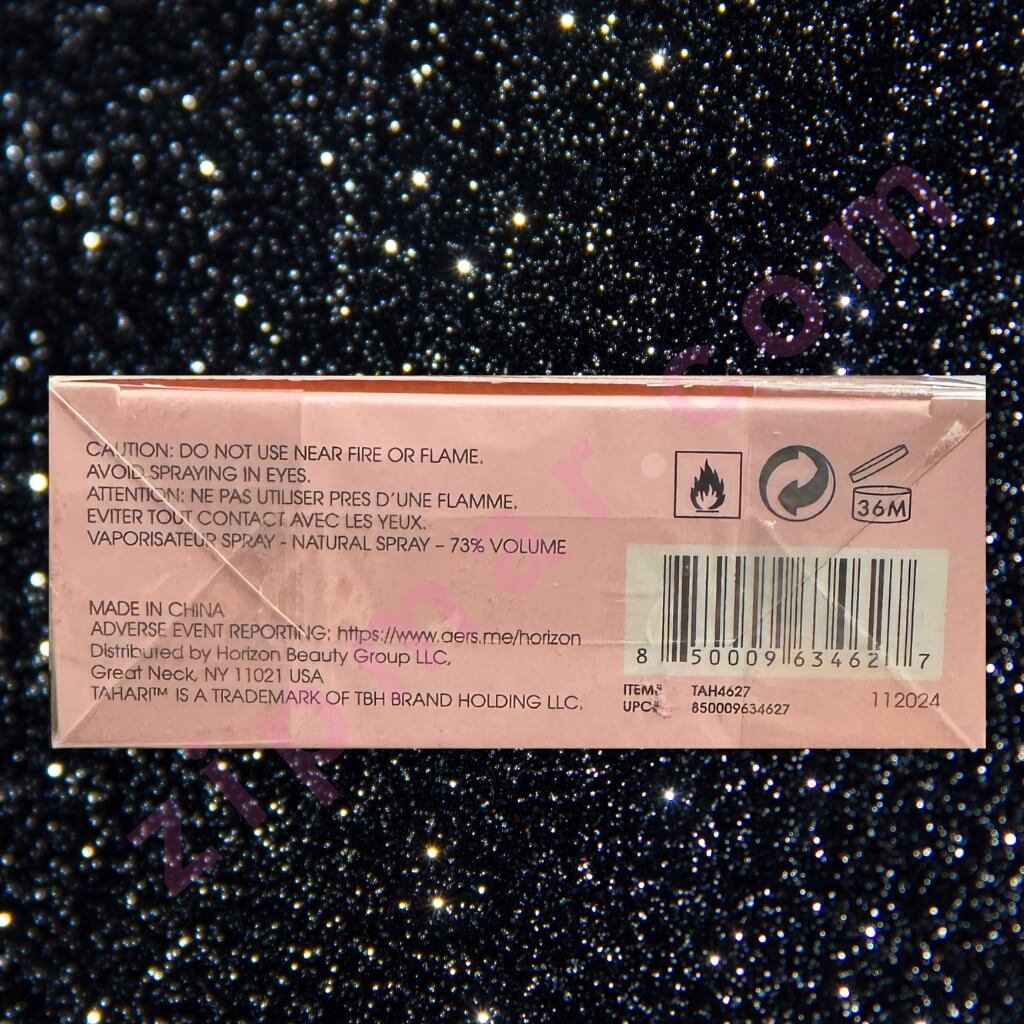 CAUTION: DO NOT USE NEAR FIRE OR FLAME.
AVOID SPRAYING IN EYES.
ATTENTION: NE PAS UTILISER PRES D'UNE FLAMME.
EVITER TOUT CONTACT AVEC LES YEUX.
VAPORISATEUR SPRAY - NATURAL SPRAY – 73% VOLUME
MADE IN CHINA
ADVERSE EVENT REPORTING: https://www.aers.me/horizon
Distributed by Horizon Beauty Group LLC,
Great Neck, NY 11021 USA
TAHARI™ IS A TRADEMARK OF TBH BRAND HOLDING LLC.
36M
8 50009 63462 7
ITEM# TAH4627
UPC# 850009634627
112024
zipmar.com